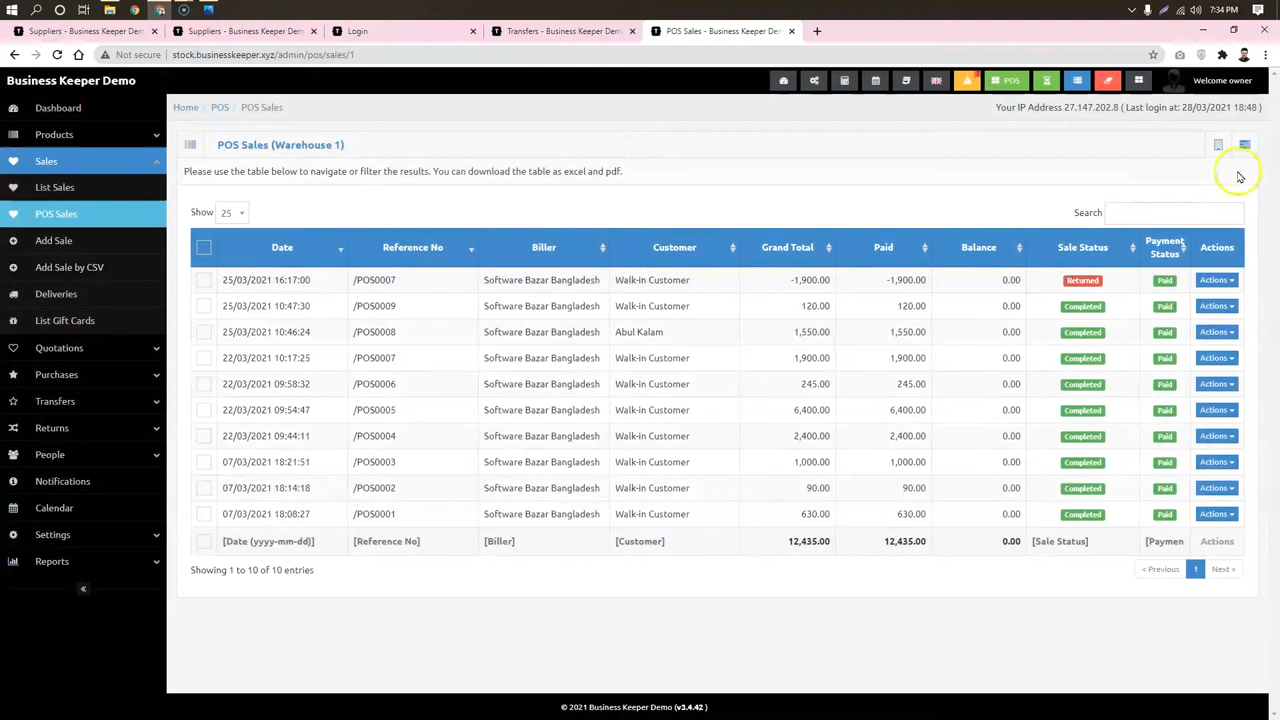 7:34 PM
Suppliers - Business Keeper Demo
Suppliers - Business Keeper Demo
Login
Transfers - Business Keeper Demo
POS Sales - Business Keeper Demo
Not secure
stock.businesskeeper.xyz/admin/pos/sales/1
Business Keeper Demo
POS
Welcome owner
Dashboard
Products
Sales
List Sales
POS Sales
Add Sale
Add Sale by CSV
Deliveries
List Gift Cards
Quotations
Purchases
Transfers
Returns
People
Notifications
Calendar
Settings
Reports
Home / POS / POS Sales
Your IP Address 27.147.202.8 ( Last login at: 28/03/2021 18:48 )
POS Sales (Warehouse 1)
Please use the table below to navigate or filter the results. You can download the table as excel and pdf.
Show 25
Search
Date Reference No Biller Customer Grand Total Paid Balance Sale Status Payment Status Actions
25/03/2021 16:17:00 /POS0007 Software Bazar Bangladesh Walk-in Customer -1,900.00 -1,900.00 0.00 Returned Paid Actions
25/03/2021 10:47:30 /POS0009 Software Bazar Bangladesh Walk-in Customer 120.00 120.00 0.00 Completed Paid Actions
25/03/2021 10:46:24 /POS0008 Software Bazar Bangladesh Abul Kalam 1,550.00 1,550.00 0.00 Completed Paid Actions
22/03/2021 10:17:25 /POS0007 Software Bazar Bangladesh Walk-in Customer 1,900.00 1,900.00 0.00 Completed Paid Actions
22/03/2021 09:58:32 /POS0006 Software Bazar Bangladesh Walk-in Customer 245.00 245.00 0.00 Completed Paid Actions
22/03/2021 09:54:47 /POS0005 Software Bazar Bangladesh Walk-in Customer 6,400.00 6,400.00 0.00 Completed Paid Actions
22/03/2021 09:44:11 /POS0004 Software Bazar Bangladesh Walk-in Customer 2,400.00 2,400.00 0.00 Completed Paid Actions
07/03/2021 18:21:51 /POS0003 Software Bazar Bangladesh Walk-in Customer 1,000.00 1,000.00 0.00 Completed Paid Actions
07/03/2021 18:14:18 /POS0002 Software Bazar Bangladesh Walk-in Customer 90.00 90.00 0.00 Completed Paid Actions
07/03/2021 18:08:27 /POS0001 Software Bazar Bangladesh Walk-in Customer 630.00 630.00 0.00 Completed Paid Actions
[Date (yyyy-mm-dd)] [Reference No] [Biller] [Customer] 12,435.00 12,435.00 0.00 [Sale Status] [Paymen Actions
Showing 1 to 10 of 10 entries
< Previous 1 Next >
© 2021 Business Keeper Demo (v3.4.42 )